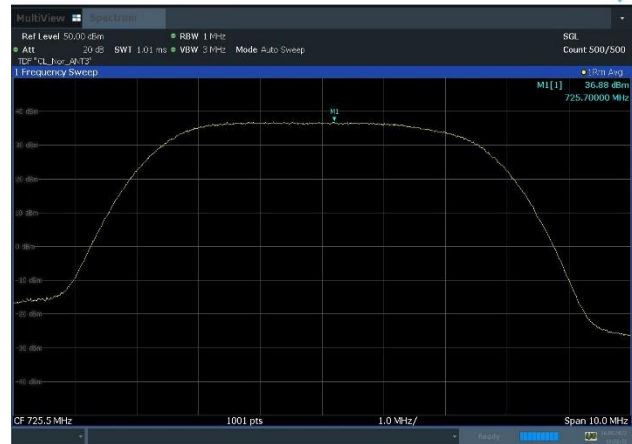 MultiView Spectrum
Ref Level 50.00 dBm RBW 1 MHz SGL
Att 20 dB SWT 1.01 ms VBW 3 MHz Mode Auto Sweep Count 500/500
TDF "CL_Nor_ANT3"
1 Frequency Sweep 1Rm Avg
M1[1] 36.88 dBm
725.70000 MHz
M1
40 dBm
30 dBm
20 dBm
10 dBm
0 dBm
-10 dBm
-20 dBm
-30 dBm
-40 dBm
CF 725.5 MHz 1001 pts 1.0 MHz/ Span 10.0 MHz
Ready